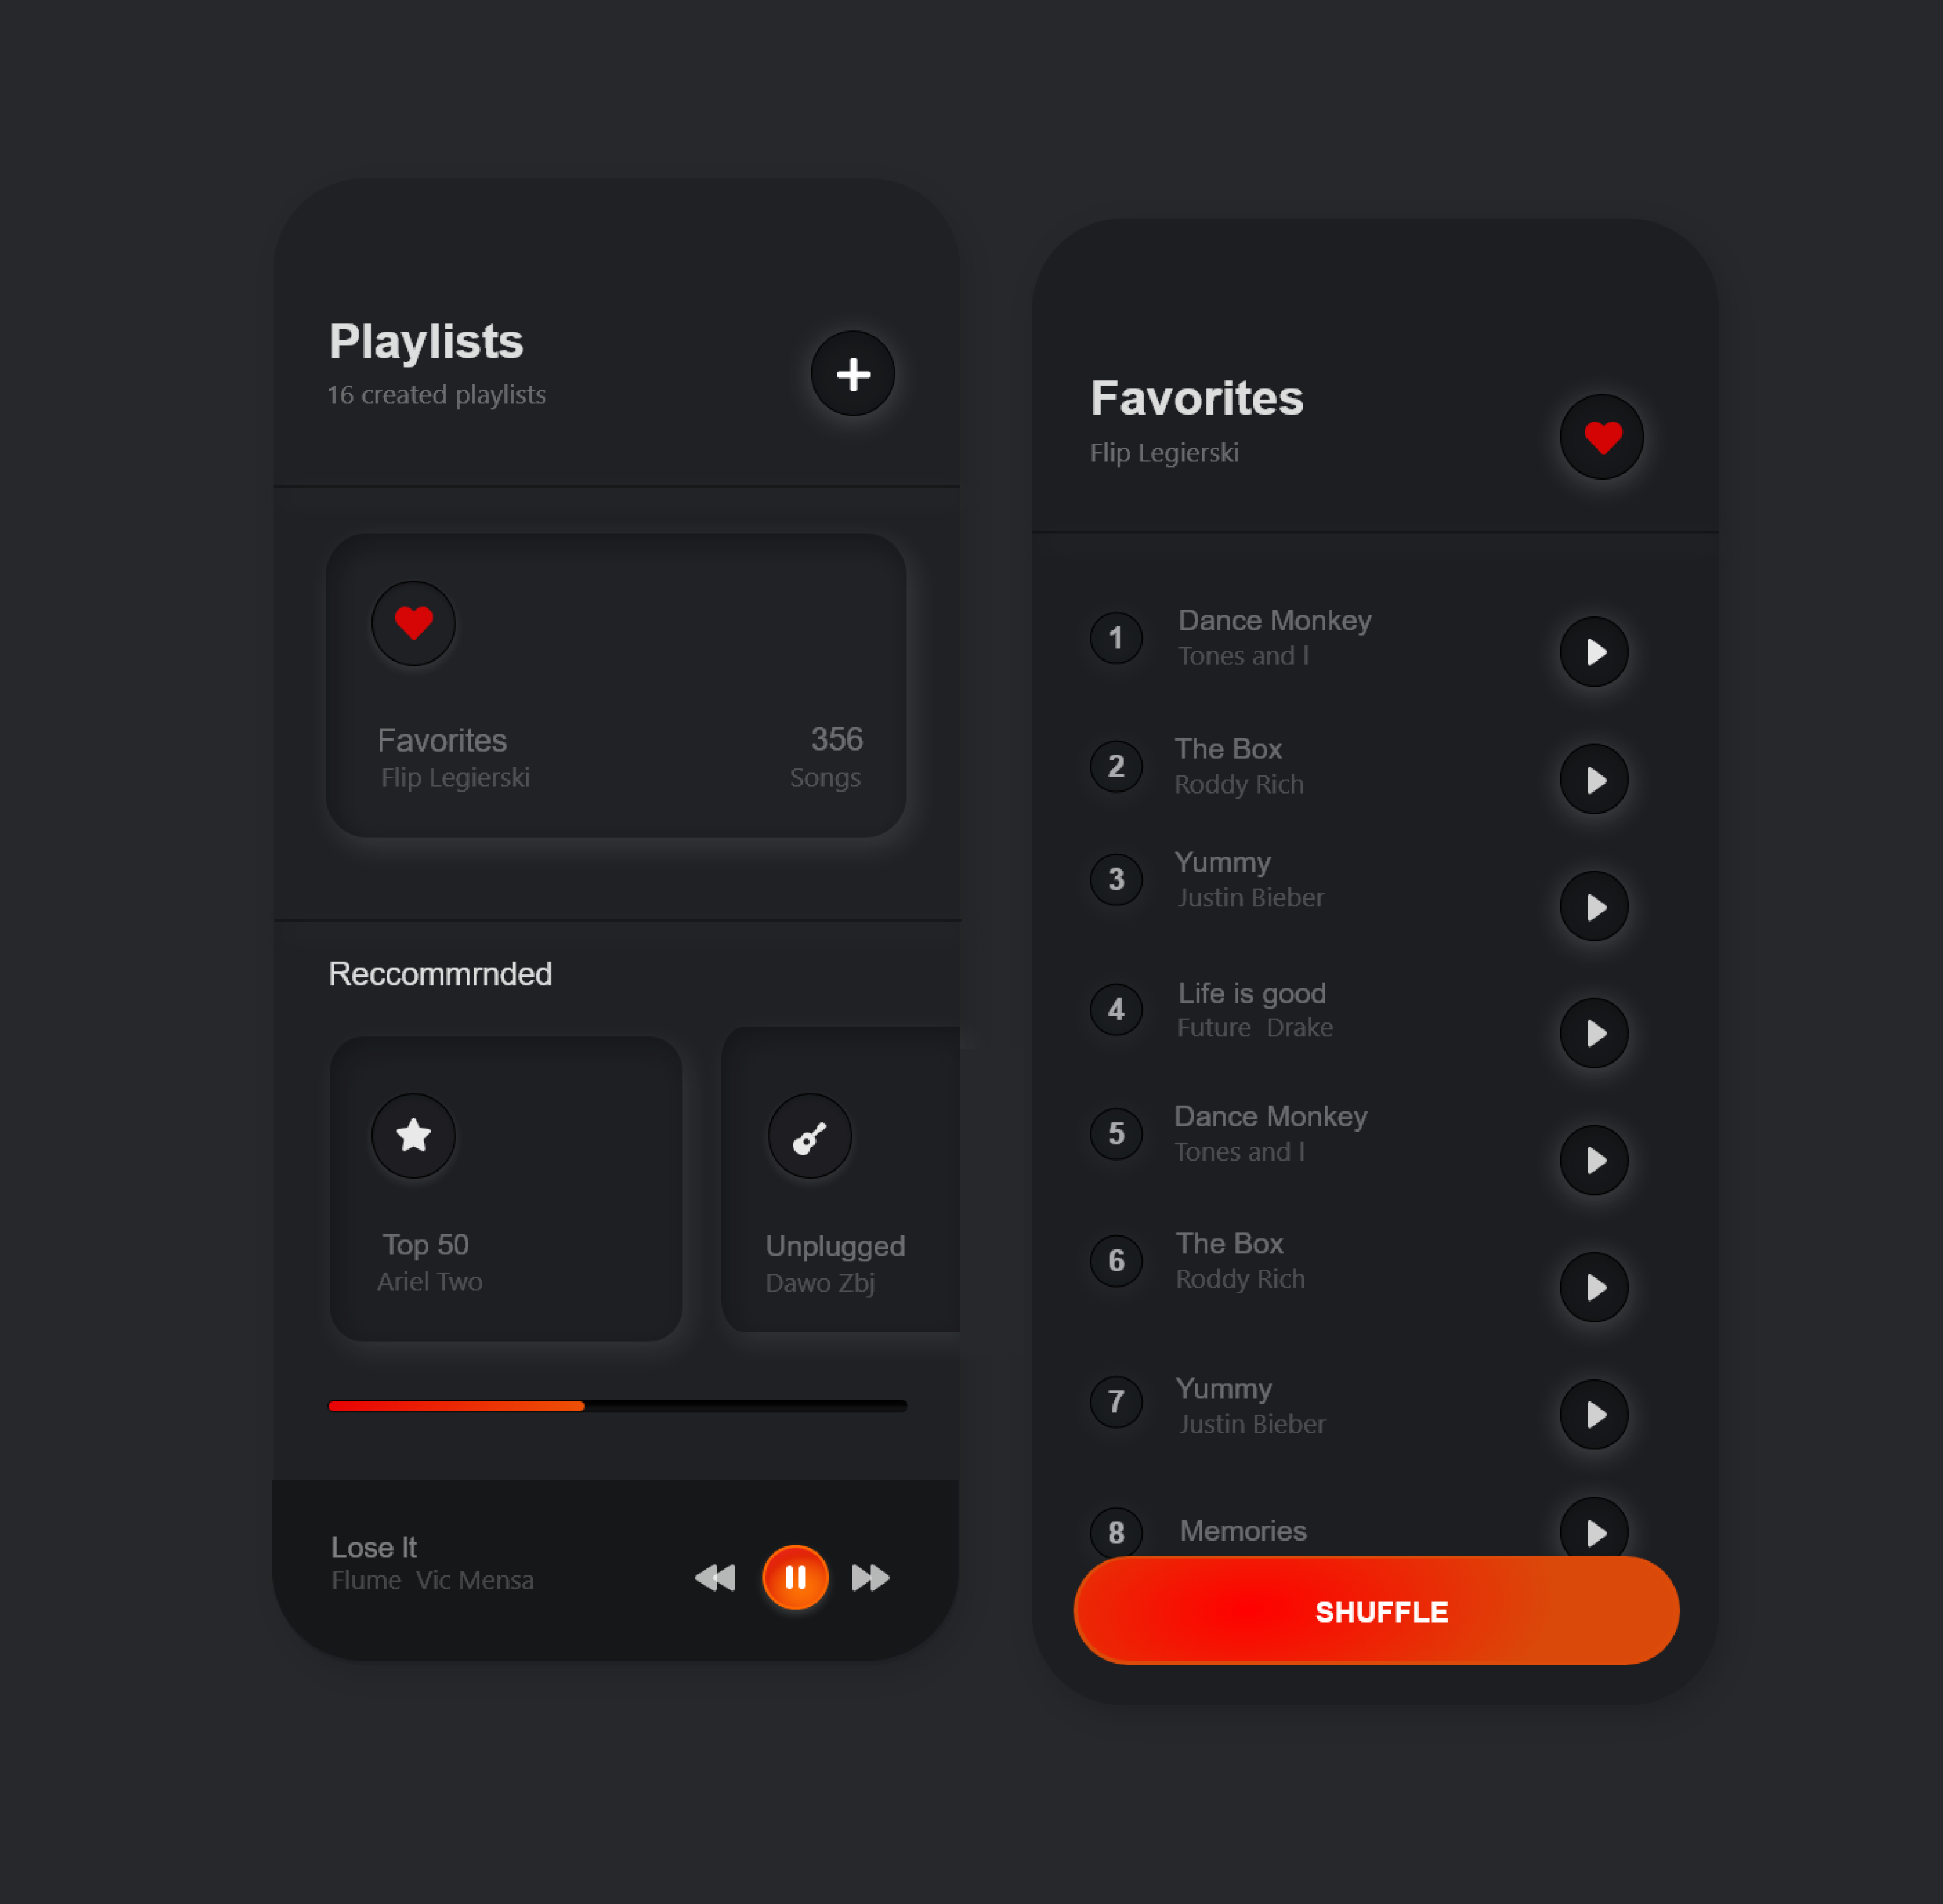 Playlists
16 created playlists
Favorites
Flip Legierski
356
Songs
Reccommrnded
Top 50
Ariel Two
Unplugged
Dawo Zbj
Lose It
Flume  Vic Mensa
Favorites
Flip Legierski
1
Dance Monkey
Tones and l
2
The Box
Roddy Rich
3
Yummy
Justin Bieber
4
Life is good
Future  Drake
5
Dance Monkey
Tones and l
6
The Box
Roddy Rich
7
Yummy
Justin Bieber
8
Memories
SHUFFLE